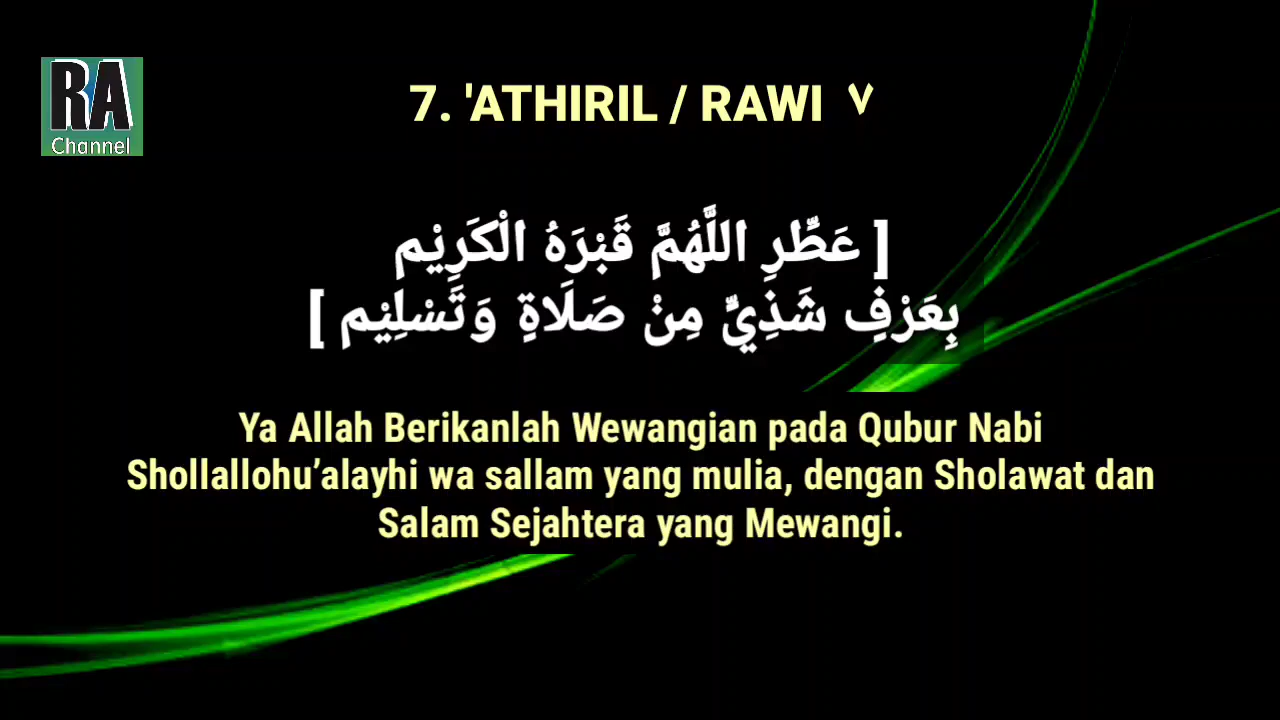 RA
Channel
7. 'ATHIRIL / RAWI ٧
[ عَطِّرِ اللَّهُمَّ قَبْرَهُ الْكَرِيْم
بِعَرْفٍ شَذِيٍّ مِنْ صَلَاةٍ وَتَسْلِيْم ]
Ya Allah Berikanlah Wewangian pada Qubur Nabi
Shollallohu’alayhi wa sallam yang mulia, dengan Sholawat dan
Salam Sejahtera yang Mewangi.